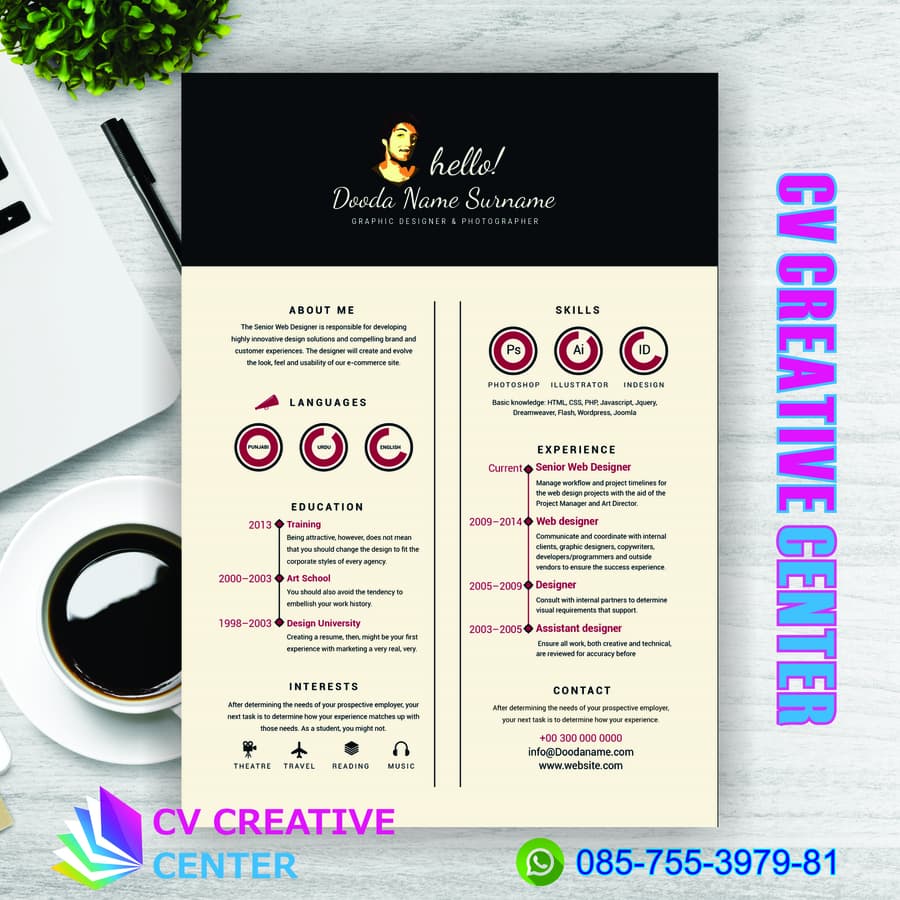 hello!
Dooda Name Surname
GRAPHIC DESIGNER & PHOTOGRAPHER
ABOUT ME
The Senior Web Designer is responsible for developing
highly innovative design solutions and compelling brand and
customer experiences. The designer will create and evolve
the look, feel and usability of our e-commerce site.
LANGUAGES
PUNJABI
URDU
ENGLISH
EDUCATION
2013 Training
Being attractive, however, does not mean
that you should change the design to fit the
corporate styles of every agency.
2000–2003 Art School
You should also avoid the tendency to
embellish your work history.
1998–2003 Design University
Creating a resume, then, might be your first
experience with marketing a very real, very.
INTERESTS
After determining the needs of your prospective employer, your
next task is to determine how your experience matches up with
those needs. As a student, you might not.
THEATRE TRAVEL READING MUSIC
SKILLS
Ps Ai ID
PHOTOSHOP ILLUSTRATOR INDESIGN
Basic knowledge: HTML, CSS, PHP, Javascript, Jquery,
Dreamweaver, Flash, Wordpress, Joomla
EXPERIENCE
Current Senior Web Designer
Manage workflow and project timelines for
the web design projects with the aid of the
Project Manager and Art Director.
2009–2014 Web designer
Communicate and coordinate with internal
clients, graphic designers, copywriters,
developers/programmers and outside
vendors to ensure the success experience.
2005–2009 Designer
Consult with internal partners to determine
visual requirements that support.
2003–2005 Assistant designer
Ensure all work, both creative and technical,
are reviewed for accuracy before
CONTACT
After determining the needs of your prospective employer,
your next task is to determine how your experience.
+00 300 000 0000
info@Doodaname.com
www.website.com
CV CREATIVE CENTER
CV CREATIVE
CENTER
085-755-3979-81